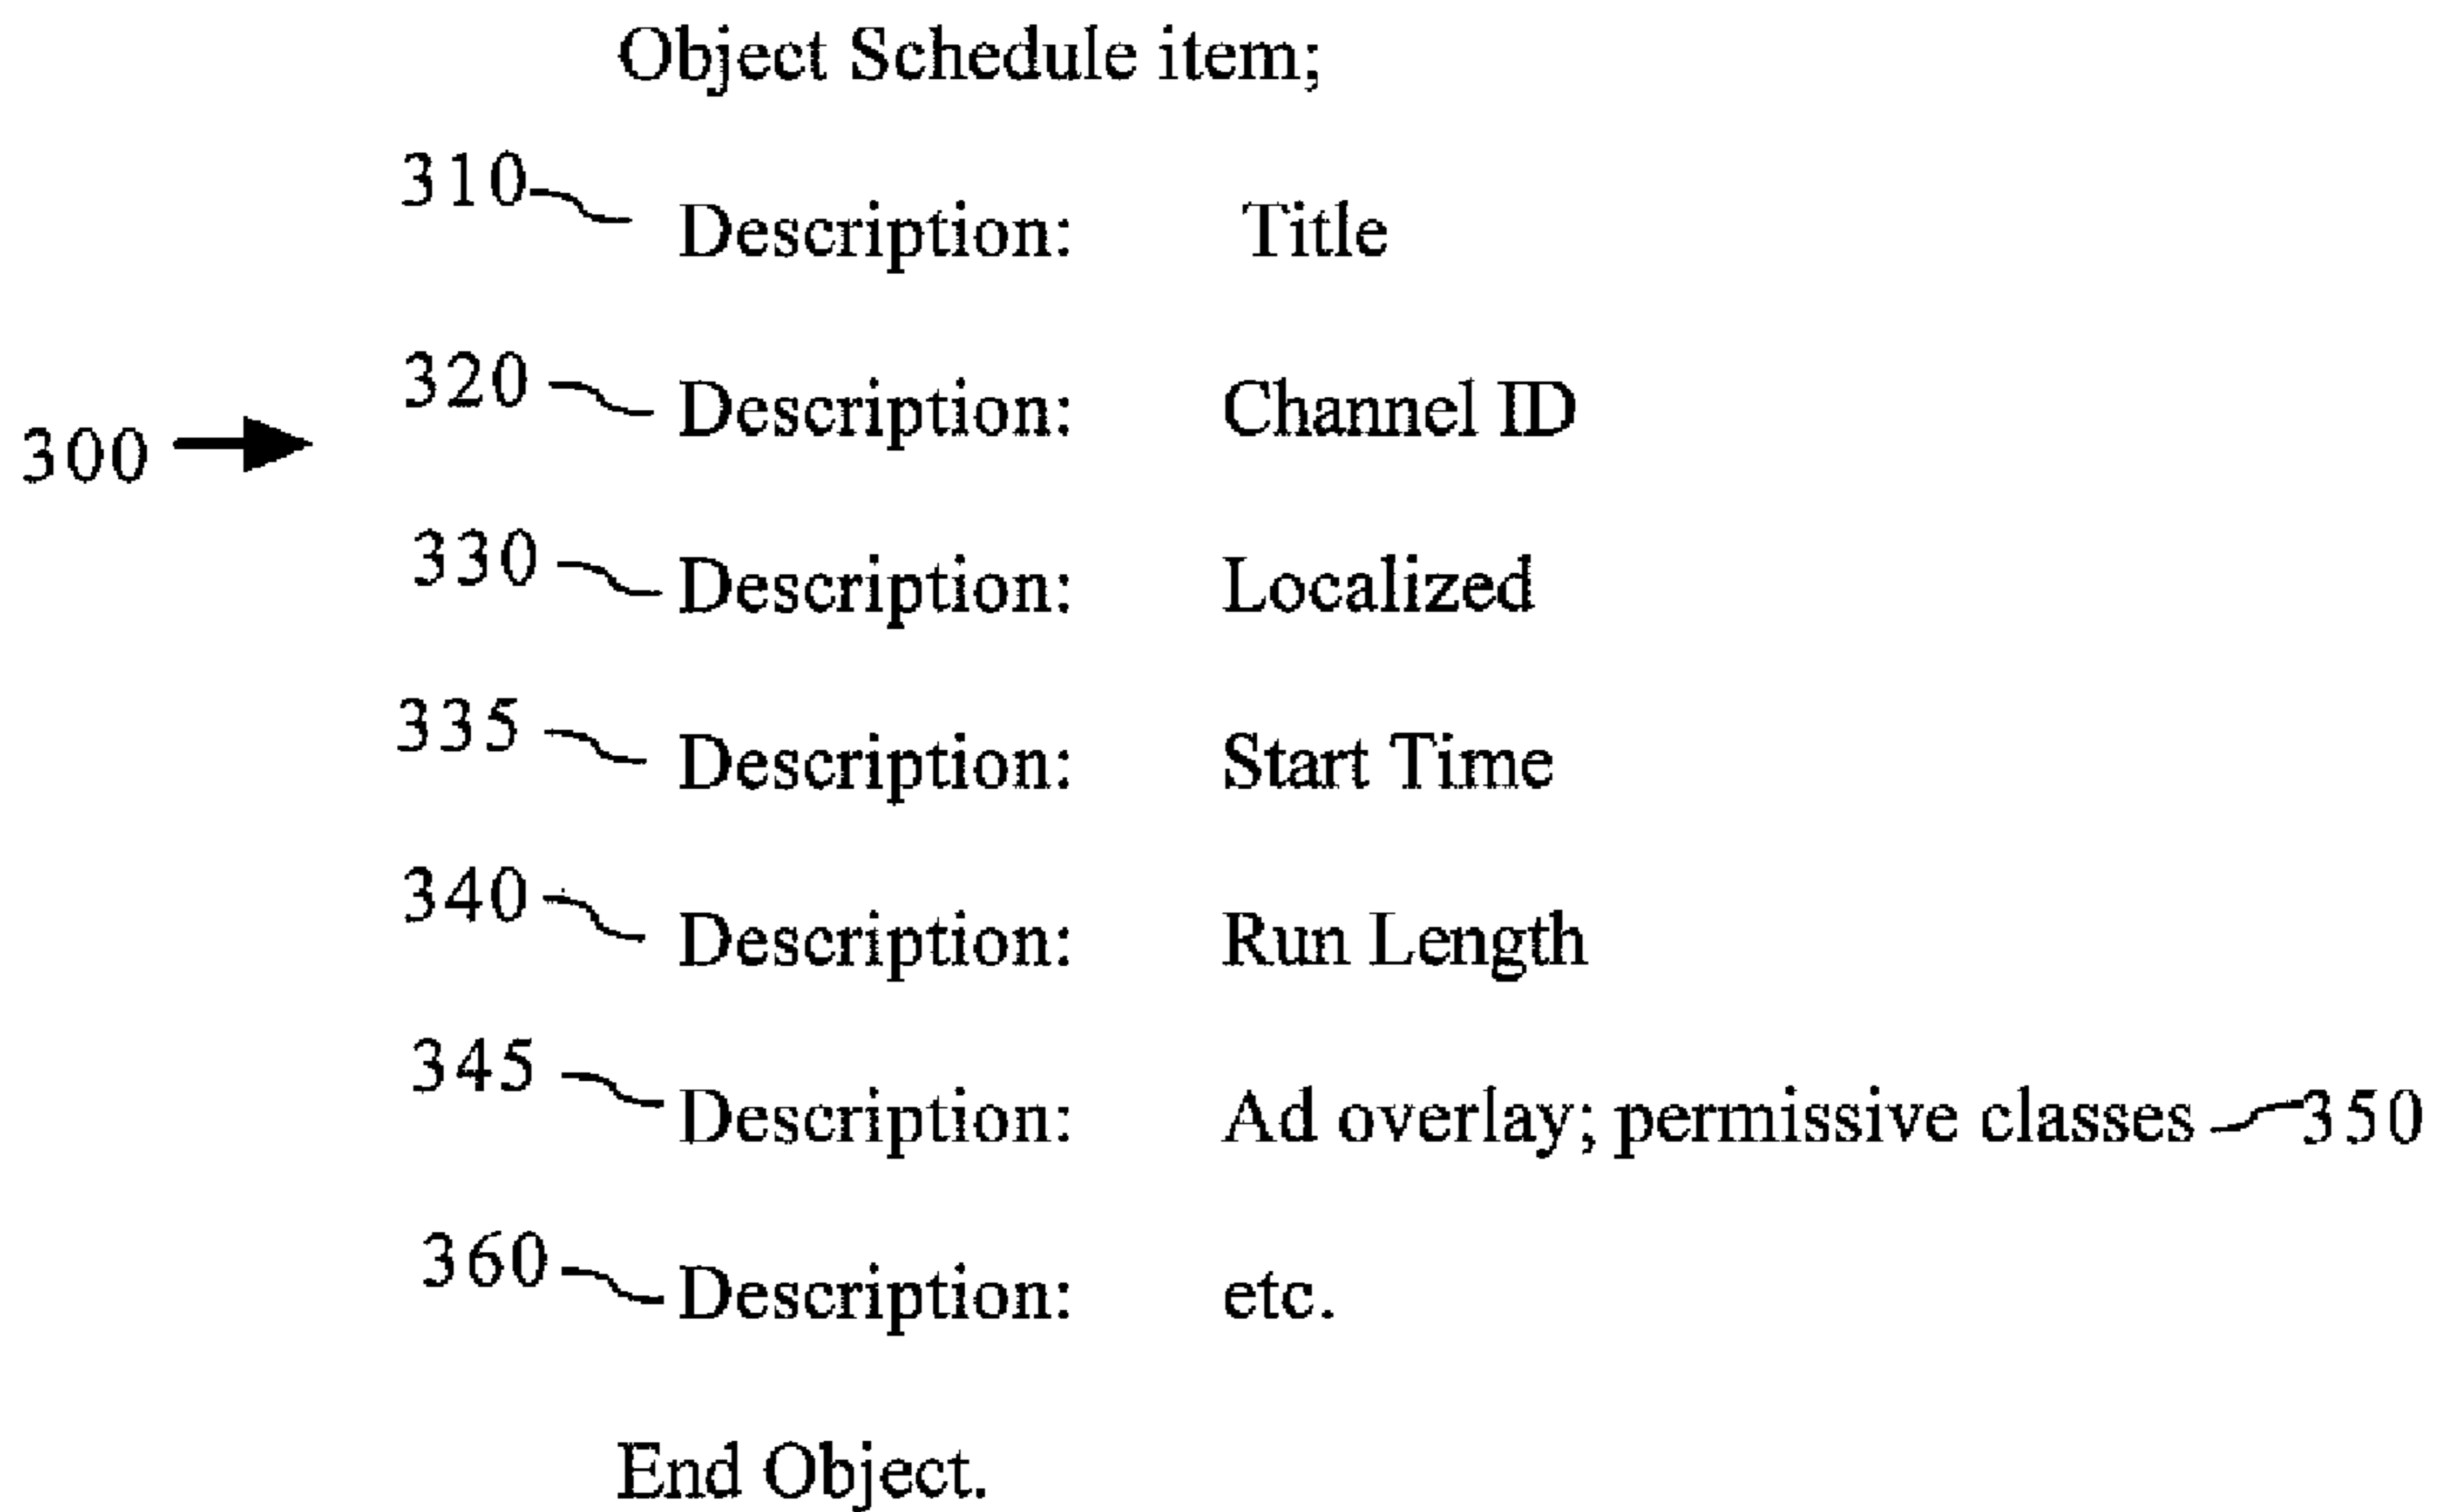 Object Schedule item;
310 Description: Title
320 Description: Channel ID
300
330 Description: Localized
335 Description: Start Time
340 Description: Run Length
345 Description: Ad overlay; permissive classes 350
360 Description: etc.
End Object.